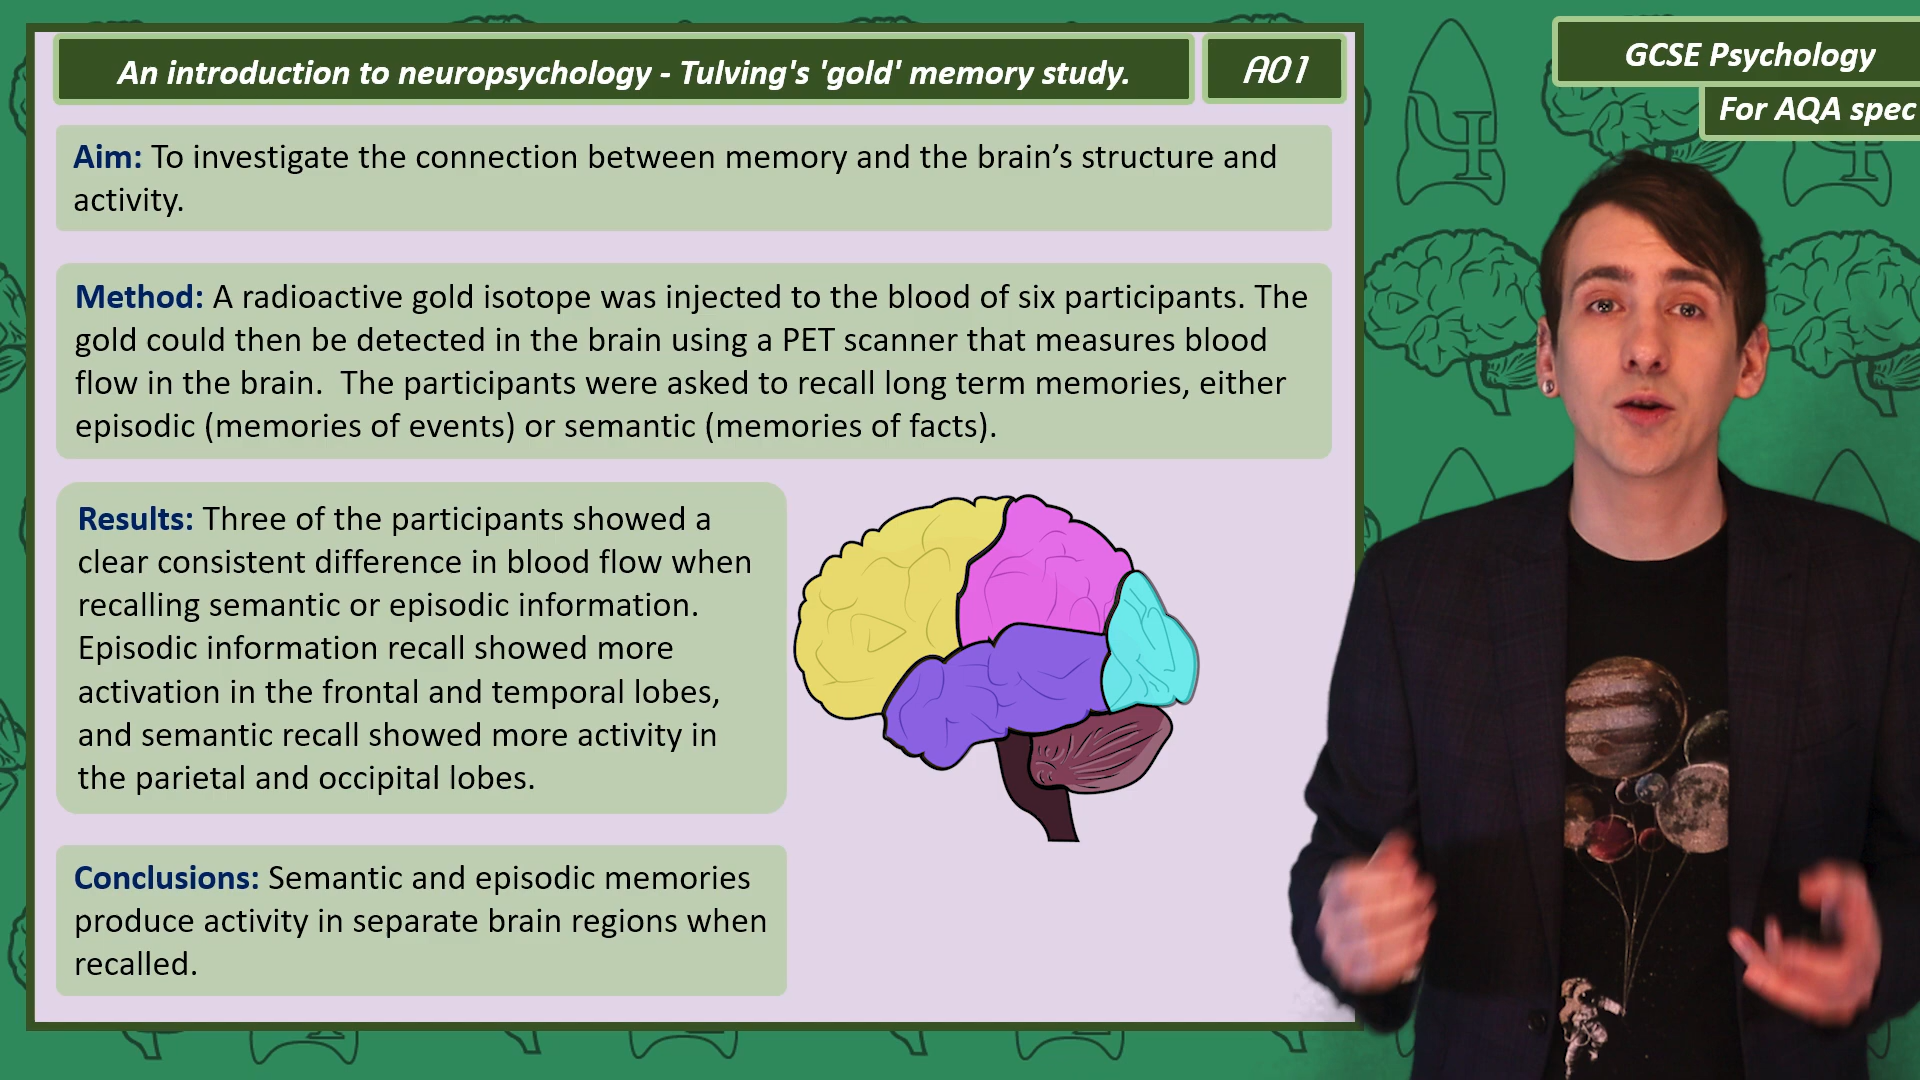 An introduction to neuropsychology - Tulving's 'gold' memory study.
AO1
GCSE Psychology
For AQA spec
Aim: To investigate the connection between memory and the brain’s structure and
activity.
Method: A radioactive gold isotope was injected to the blood of six participants. The
gold could then be detected in the brain using a PET scanner that measures blood
flow in the brain.  The participants were asked to recall long term memories, either
episodic (memories of events) or semantic (memories of facts).
Results: Three of the participants showed a
clear consistent difference in blood flow when
recalling semantic or episodic information.
Episodic information recall showed more
activation in the frontal and temporal lobes,
and semantic recall showed more activity in
the parietal and occipital lobes.
Conclusions: Semantic and episodic memories
produce activity in separate brain regions when
recalled.